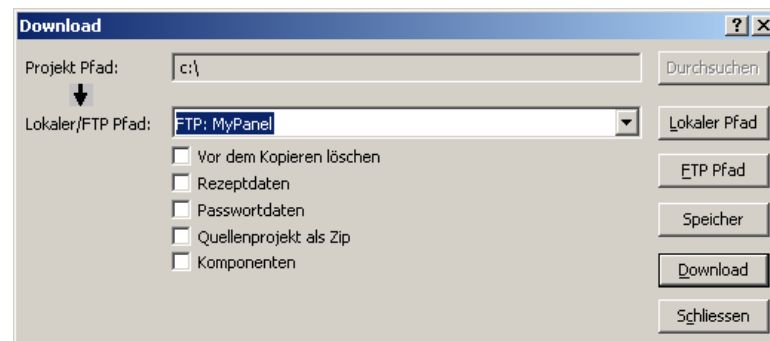 Download
Projekt Pfad: c:\ Durchsuchen
Lokaler/FTP Pfad: FTP: MyPanel Lokaler Pfad
Vor dem Kopieren löschen
Rezeptdaten FTP Pfad
Passwortdaten
Quellenprojekt als Zip Speicher
Komponenten Download
Schliessen